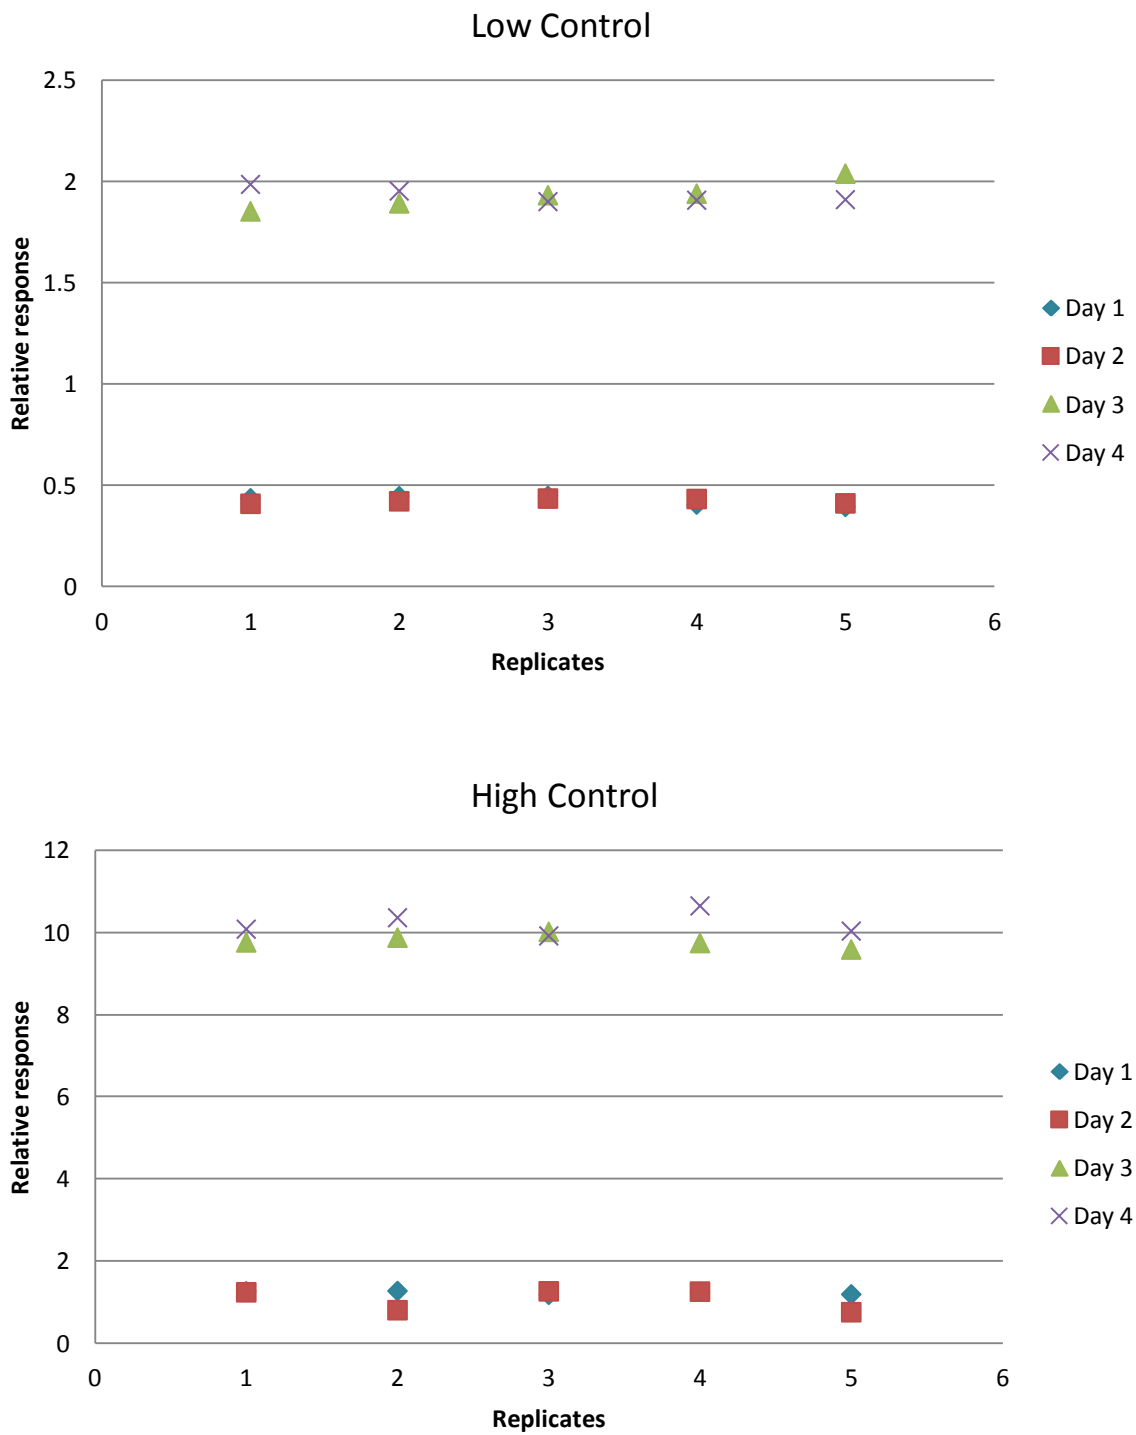 Low Control
2.5
2
1.5
1
0.5
0
0 1 2 3 4 5 6
Relative response
Replicates
Day 1
Day 2
Day 3
Day 4
High Control
12
10
8
6
4
2
0
0 1 2 3 4 5 6
Relative response
Replicates
Day 1
Day 2
Day 3
Day 4